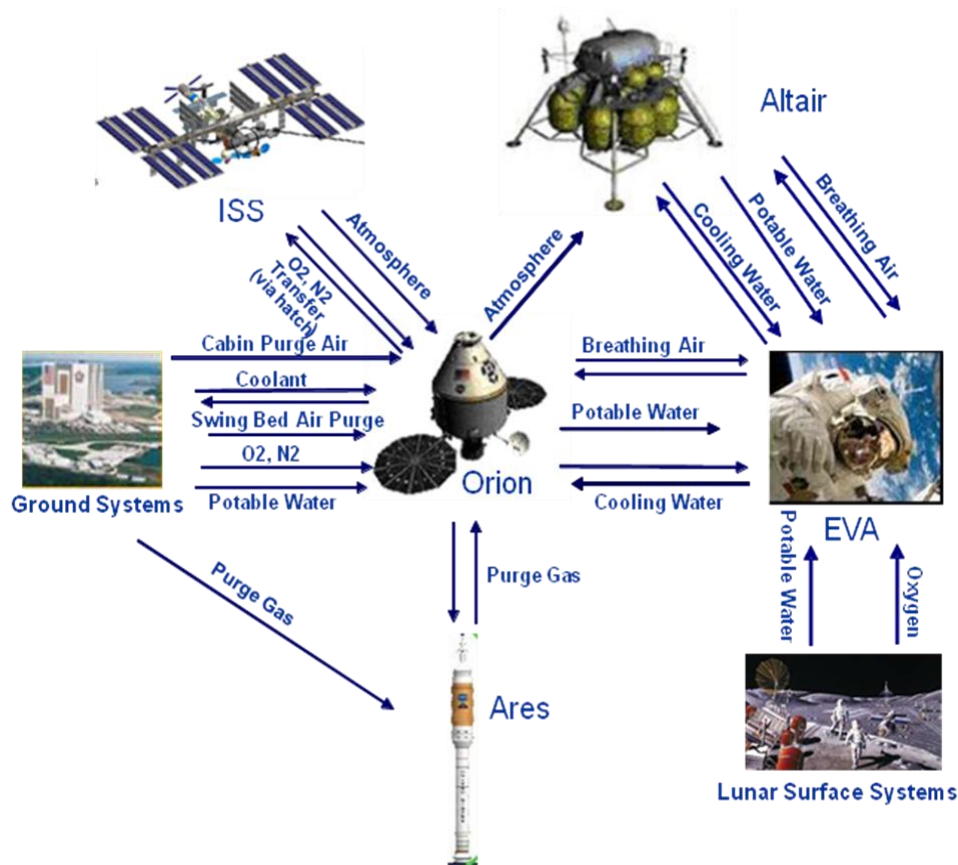 Altair
ISS
Atmosphere
O2, N2
Transfer
(via hatch)
Atmosphere
Cooling Water
Potable Water
Breathing Air
Cabin Purge Air
Coolant
Swing Bed Air Purge
O2, N2
Potable Water
Ground Systems
Orion
Breathing Air
Potable Water
Cooling Water
EVA
Purge Gas
Purge Gas
Potable Water
Oxygen
Ares
Lunar Surface Systems